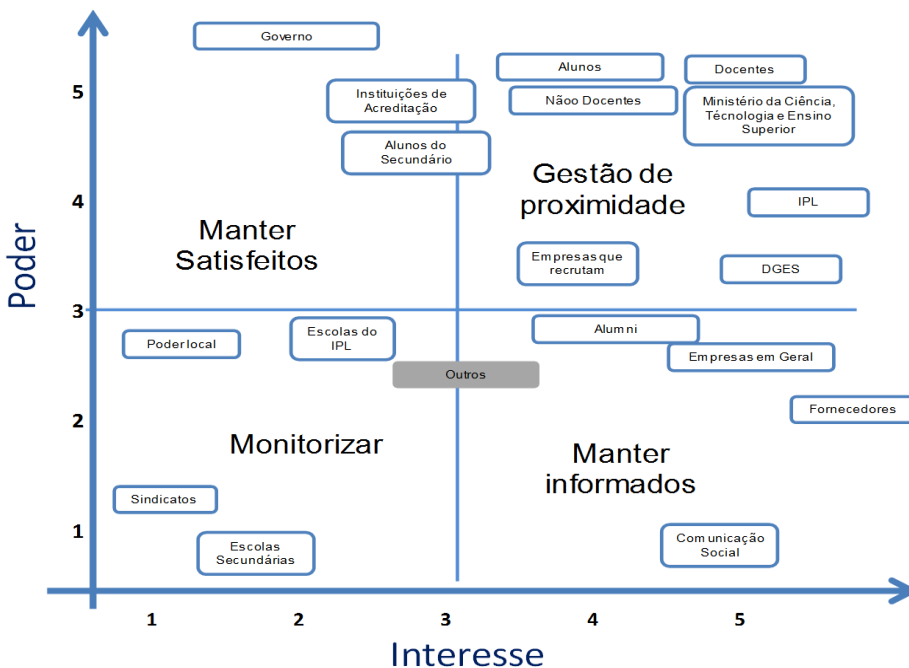 Governo
Alunos
Docentes
5
Instituições de
Acreditação
Nãoo Docentes
Ministério da Ciência,
Técnologia e Ensino
Superior
Alunos do
Secundário
Gestão de
proximidade
4
IPL
Manter
Satisfeitos
Empresas que
recrutam
DGES
Poder
3
Poder local
Escolas do
IPL
Alumni
Empresas em Geral
Outros
2
Fornecedores
Monitorizar
Manter
informados
Sindicatos
1
Escolas
Secundárias
Comunicação
Social
1 2 3 4 5
Interesse